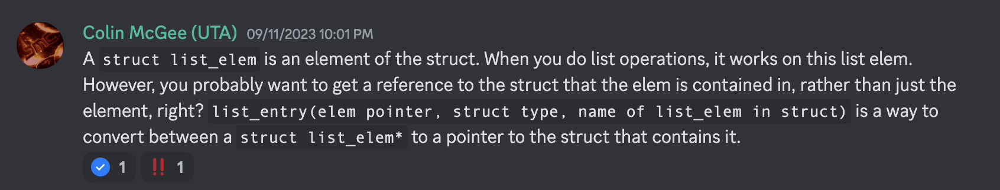 Colin McGee (UTA) 09/11/2023 10:01 PM
A struct list_elem is an element of the struct. When you do list operations, it works on this list elem.
However, you probably want to get a reference to the struct that the elem is contained in, rather than just the
element, right? list_entry(elem pointer, struct type, name of list_elem in struct) is a way to
convert between a struct list_elem* to a pointer to the struct that contains it.
1 ‼ 1